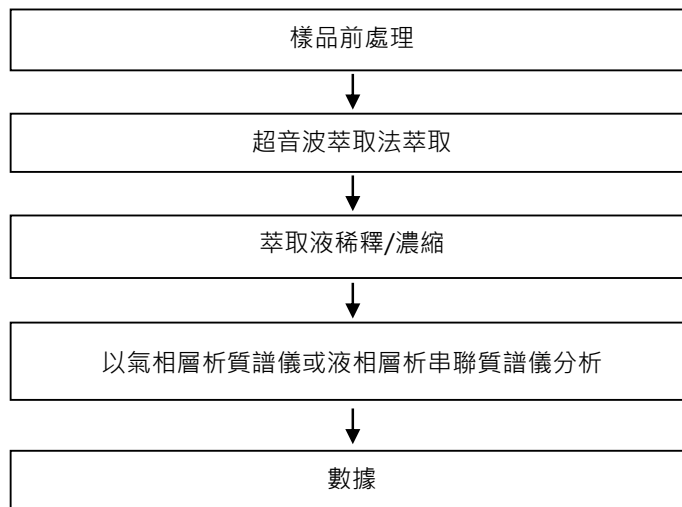 樣品前處理
超音波萃取法萃取
萃取液稀釋/濃縮
以氣相層析質譜儀或液相層析串聯質譜儀分析
數據